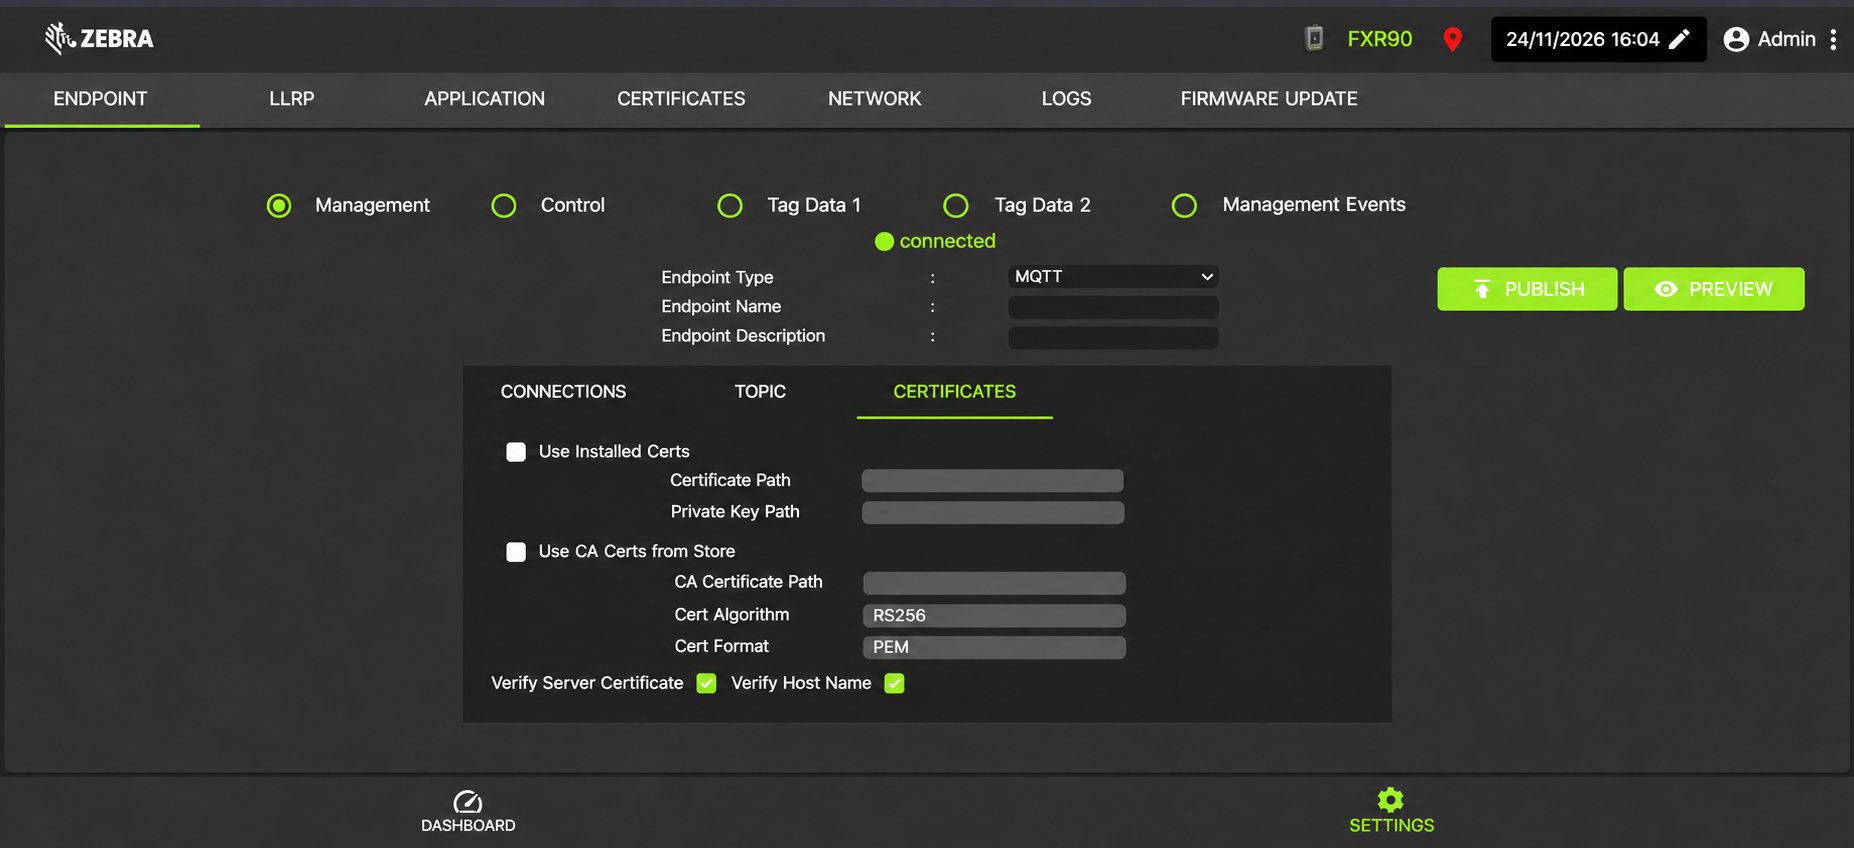 ZEBRA
FXR90
24/11/2026 16:04
Admin
ENDPOINT LLRP APPLICATION CERTIFICATES NETWORK LOGS FIRMWARE UPDATE
Management Control Tag Data 1 Tag Data 2 Management Events
connected
Endpoint Type : MQTT
Endpoint Name :
Endpoint Description :
PUBLISH PREVIEW
CONNECTIONS TOPIC CERTIFICATES
Use Installed Certs
Certificate Path
Private Key Path
Use CA Certs from Store
CA Certificate Path
Cert Algorithm RS256
Cert Format PEM
Verify Server Certificate Verify Host Name
DASHBOARD SETTINGS